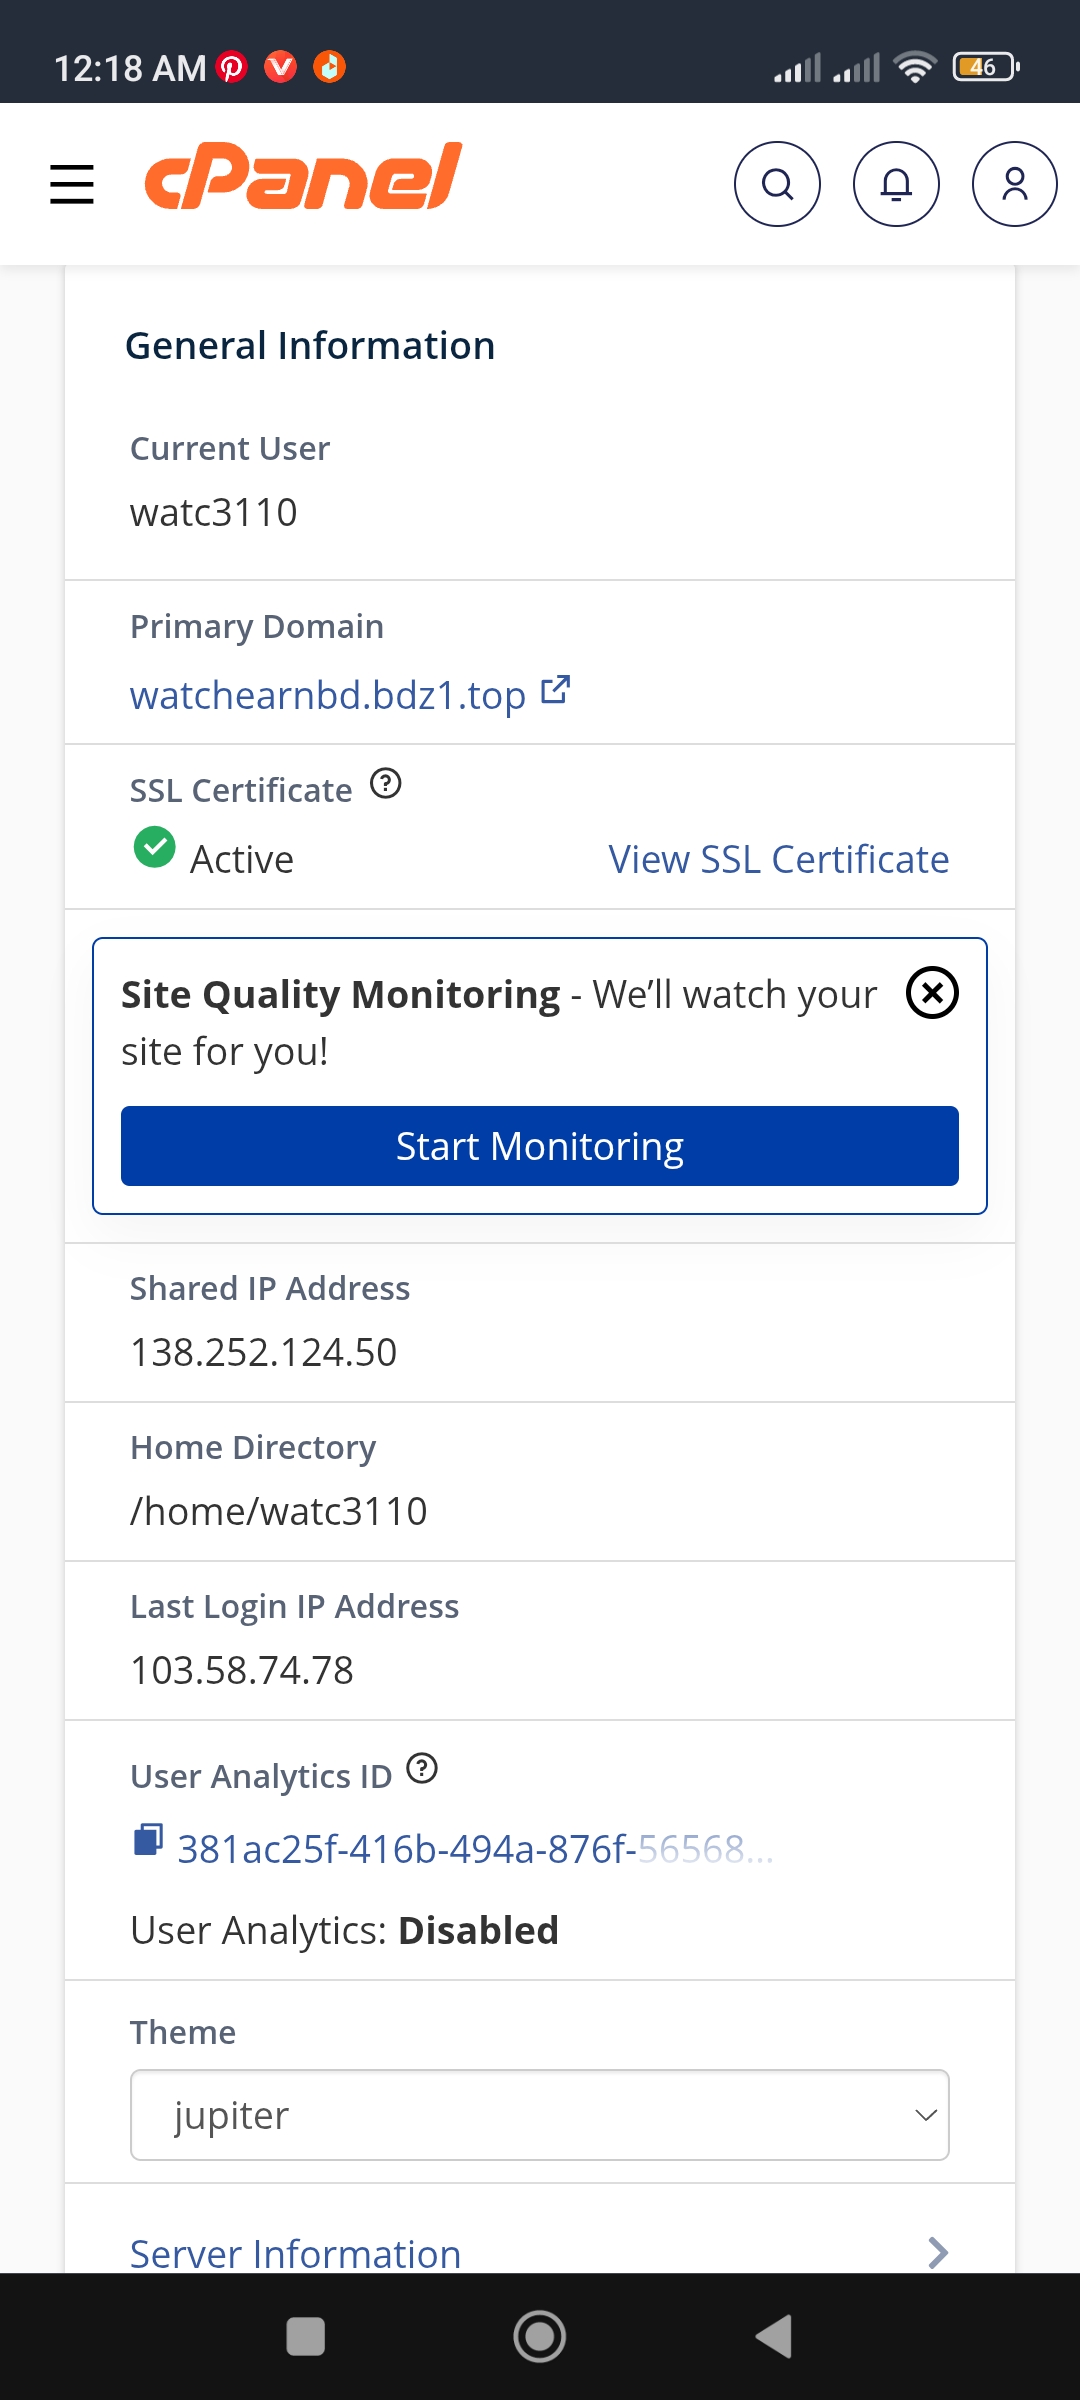 12:18 AM
46
cPanel
General Information
Current User
watc3110
Primary Domain
watchearnbd.bdz1.top
SSL Certificate
Active
View SSL Certificate
Site Quality Monitoring - We’ll watch your
site for you!
Start Monitoring
Shared IP Address
138.252.124.50
Home Directory
/home/watc3110
Last Login IP Address
103.58.74.78
User Analytics ID
381ac25f-416b-494a-876f-56568...
User Analytics: Disabled
Theme
jupiter
Server Information